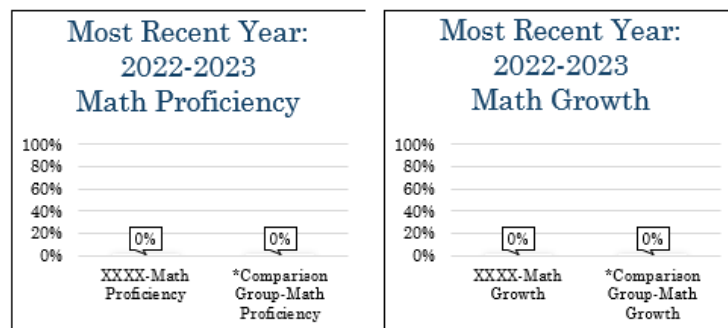 Most Recent Year:
2022-2023
Math Proficiency
100%
80%
60%
40%
20%
0%
0%
0%
XXXX-Math
Proficiency
*Comparison
Group-Math
Proficiency
Most Recent Year:
2022-2023
Math Growth
100%
80%
60%
40%
20%
0%
0%
0%
XXXX-Math
Growth
*Comparison
Group-Math
Growth